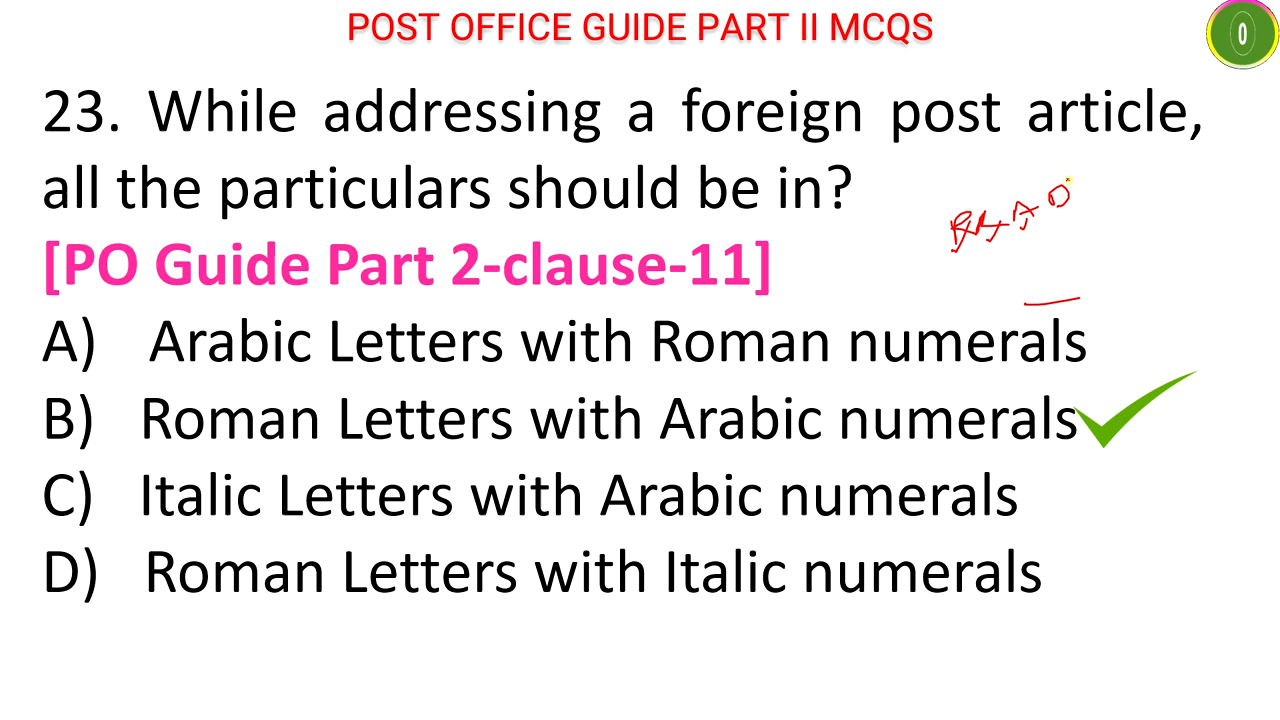 POST OFFICE GUIDE PART II MCQS
0
23. While addressing a foreign post article,
all the particulars should be in?
[PO Guide Part 2-clause-11]
A) Arabic Letters with Roman numerals
B) Roman Letters with Arabic numerals
C) Italic Letters with Arabic numerals
D) Roman Letters with Italic numerals